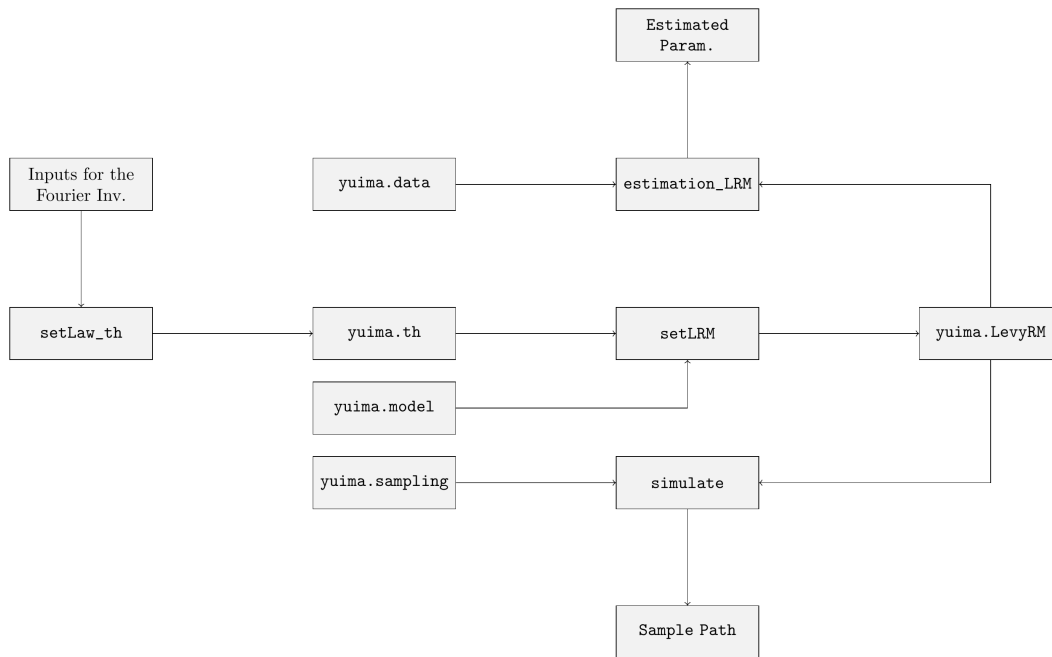 Estimated
Param.
Inputs for the
Fourier Inv.
yuima.data
estimation_LRM
setLaw_th
yuima.th
setLRM
yuima.LevyRM
yuima.model
yuima.sampling
simulate
Sample Path